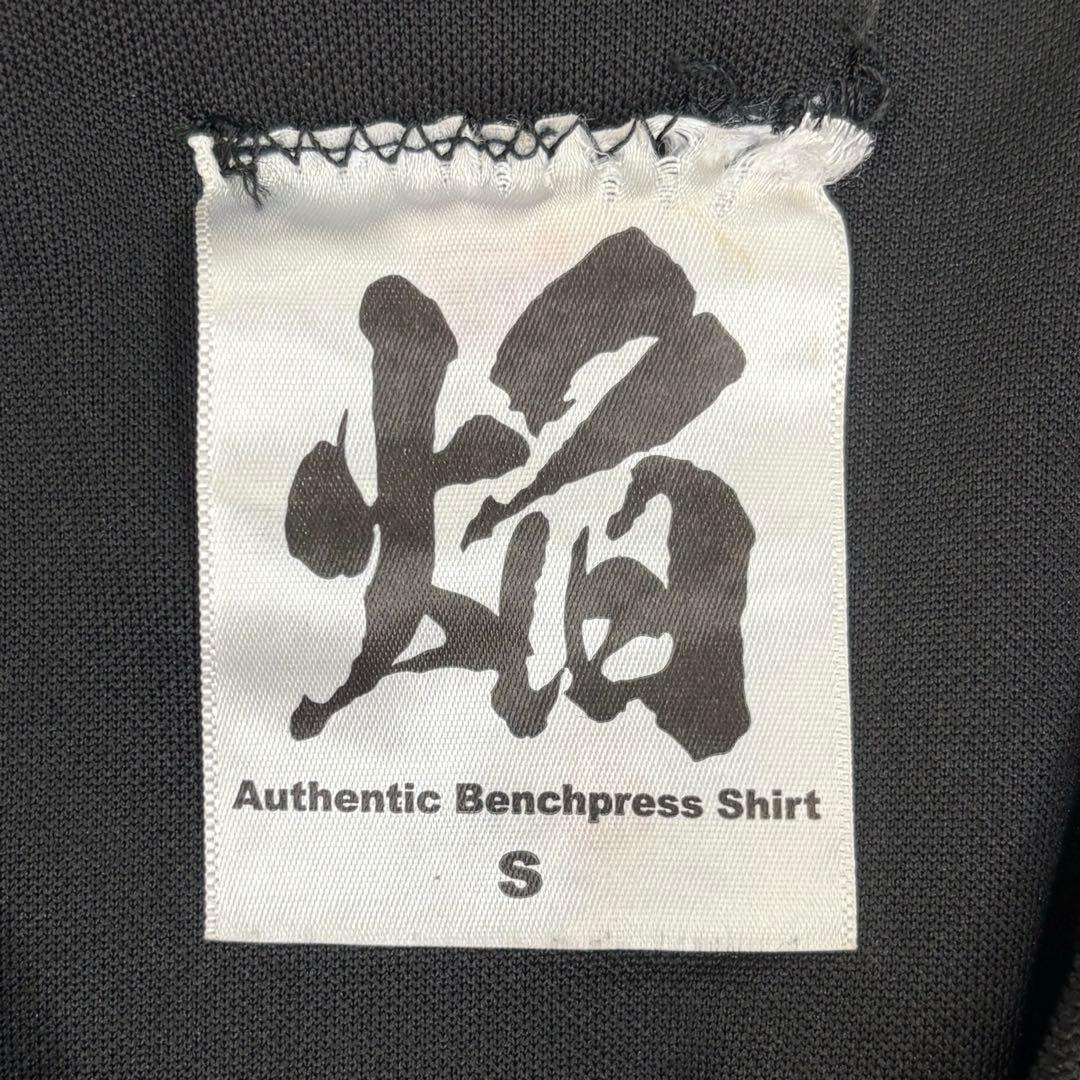 焔
Authentic Benchpress Shirt
S